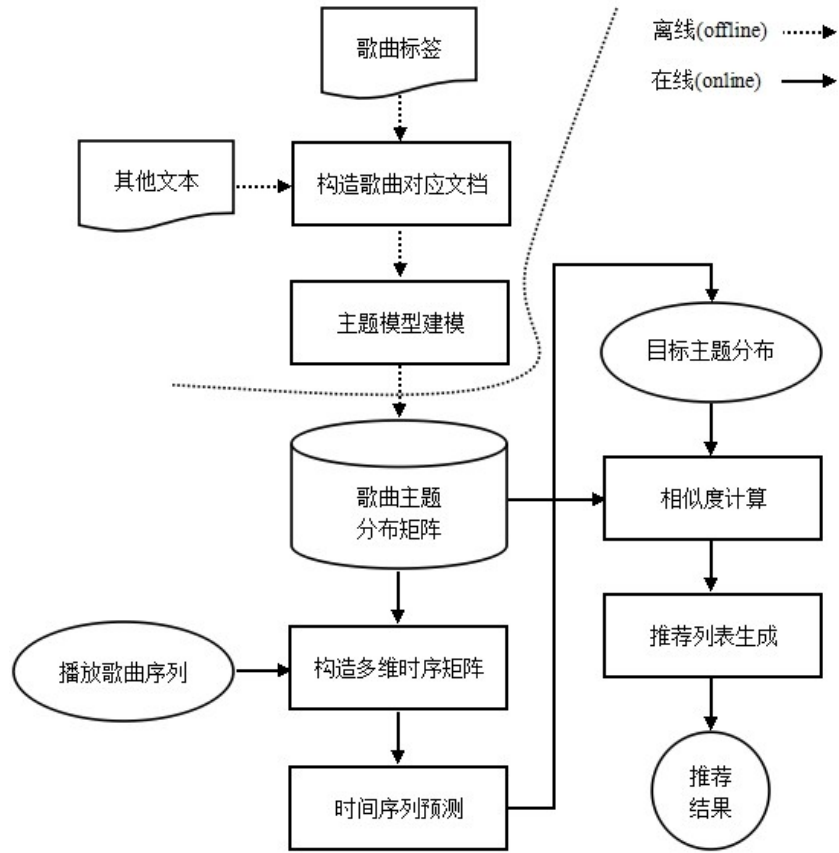 歌曲标签
离线(offline)
在线(online)
其他文本
构造歌曲对应文档
主题模型建模
目标主题分布
歌曲主题
分布矩阵
相似度计算
播放歌曲序列
构造多维时序矩阵
推荐列表生成
时间序列预测
推荐
结果